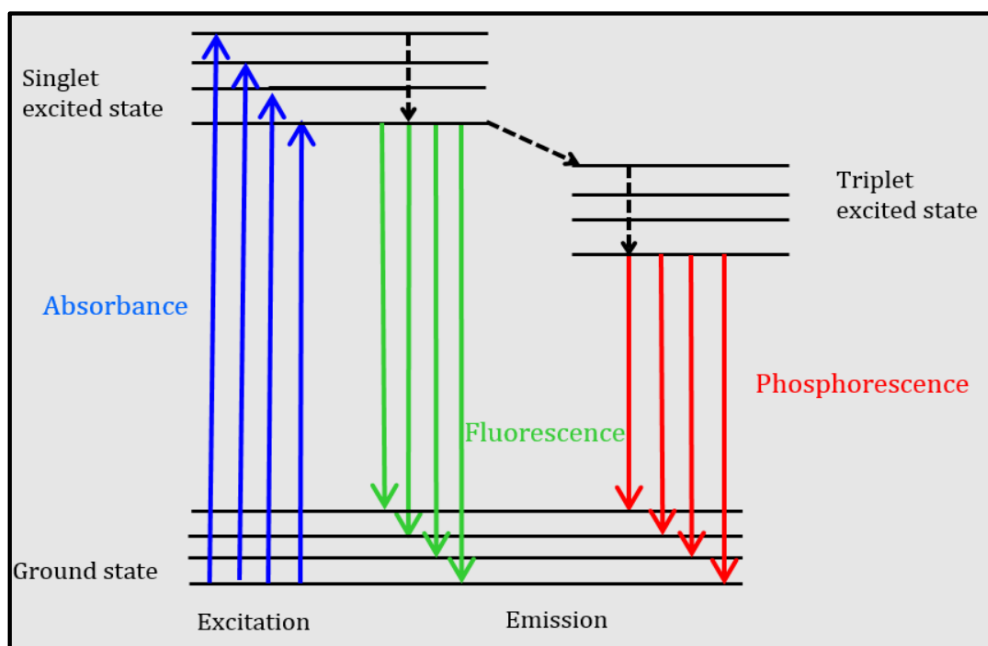 Singlet
excited state
Triplet
excited state
Absorbance
Phosphorescence
Fluorescence
Ground state
Excitation
Emission